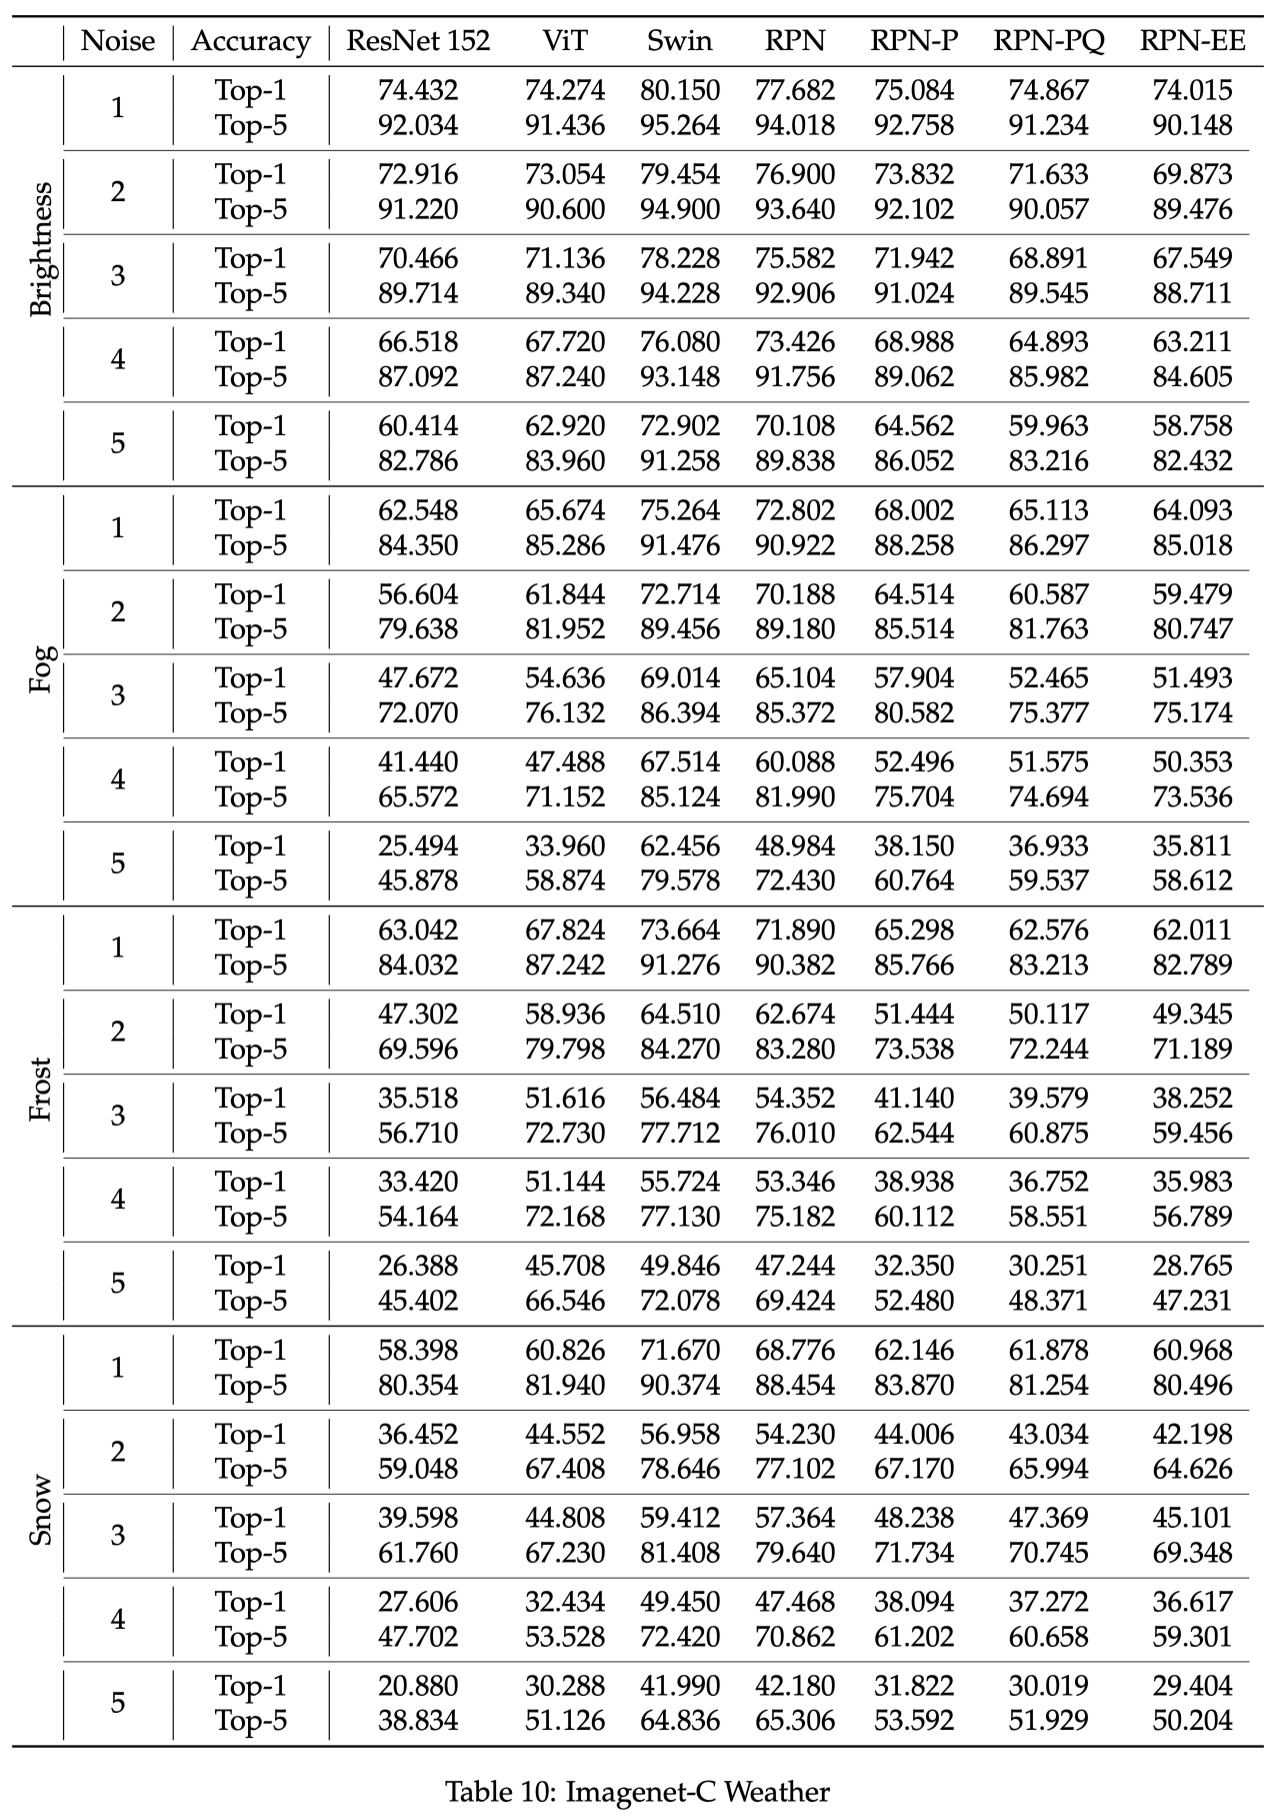 Noise Accuracy ResNet 152 ViT Swin RPN RPN-P RPN-PQ RPN-EE
Brightness
1
Top-1 74.432 74.274 80.150 77.682 75.084 74.867 74.015
Top-5 92.034 91.436 95.264 94.018 92.758 91.234 90.148
2
Top-1 72.916 73.054 79.454 76.900 73.832 71.633 69.873
Top-5 91.220 90.600 94.900 93.640 92.102 90.057 89.476
3
Top-1 70.466 71.136 78.228 75.582 71.942 68.891 67.549
Top-5 89.714 89.340 94.228 92.906 91.024 89.545 88.711
4
Top-1 66.518 67.720 76.080 73.426 68.988 64.893 63.211
Top-5 87.092 87.240 93.148 91.756 89.062 85.982 84.605
5
Top-1 60.414 62.920 72.902 70.108 64.562 59.963 58.758
Top-5 82.786 83.960 91.258 89.838 86.052 83.216 82.432
Fog
1
Top-1 62.548 65.674 75.264 72.802 68.002 65.113 64.093
Top-5 84.350 85.286 91.476 90.922 88.258 86.297 85.018
2
Top-1 56.604 61.844 72.714 70.188 64.514 60.587 59.479
Top-5 79.638 81.952 89.456 89.180 85.514 81.763 80.747
3
Top-1 47.672 54.636 69.014 65.104 57.904 52.465 51.493
Top-5 72.070 76.132 86.394 85.372 80.582 75.377 75.174
4
Top-1 41.440 47.488 67.514 60.088 52.496 51.575 50.353
Top-5 65.572 71.152 85.124 81.990 75.704 74.694 73.536
5
Top-1 25.494 33.960 62.456 48.984 38.150 36.933 35.811
Top-5 45.878 58.874 79.578 72.430 60.764 59.537 58.612
Frost
1
Top-1 63.042 67.824 73.664 71.890 65.298 62.576 62.011
Top-5 84.032 87.242 91.276 90.382 85.766 83.213 82.789
2
Top-1 47.302 58.936 64.510 62.674 51.444 50.117 49.345
Top-5 69.596 79.798 84.270 83.280 73.538 72.244 71.189
3
Top-1 35.518 51.616 56.484 54.352 41.140 39.579 38.252
Top-5 56.710 72.730 77.712 76.010 62.544 60.875 59.456
4
Top-1 33.420 51.144 55.724 53.346 38.938 36.752 35.983
Top-5 54.164 72.168 77.130 75.182 60.112 58.551 56.789
5
Top-1 26.388 45.708 49.846 47.244 32.350 30.251 28.765
Top-5 45.402 66.546 72.078 69.424 52.480 48.371 47.231
Snow
1
Top-1 58.398 60.826 71.670 68.776 62.146 61.878 60.968
Top-5 80.354 81.940 90.374 88.454 83.870 81.254 80.496
2
Top-1 36.452 44.552 56.958 54.230 44.006 43.034 42.198
Top-5 59.048 67.408 78.646 77.102 67.170 65.994 64.626
3
Top-1 39.598 44.808 59.412 57.364 48.238 47.369 45.101
Top-5 61.760 67.230 81.408 79.640 71.734 70.745 69.348
4
Top-1 27.606 32.434 49.450 47.468 38.094 37.272 36.617
Top-5 47.702 53.528 72.420 70.862 61.202 60.658 59.301
5
Top-1 20.880 30.288 41.990 42.180 31.822 30.019 29.404
Top-5 38.834 51.126 64.836 65.306 53.592 51.929 50.204
Table 10: Imagenet-C Weather